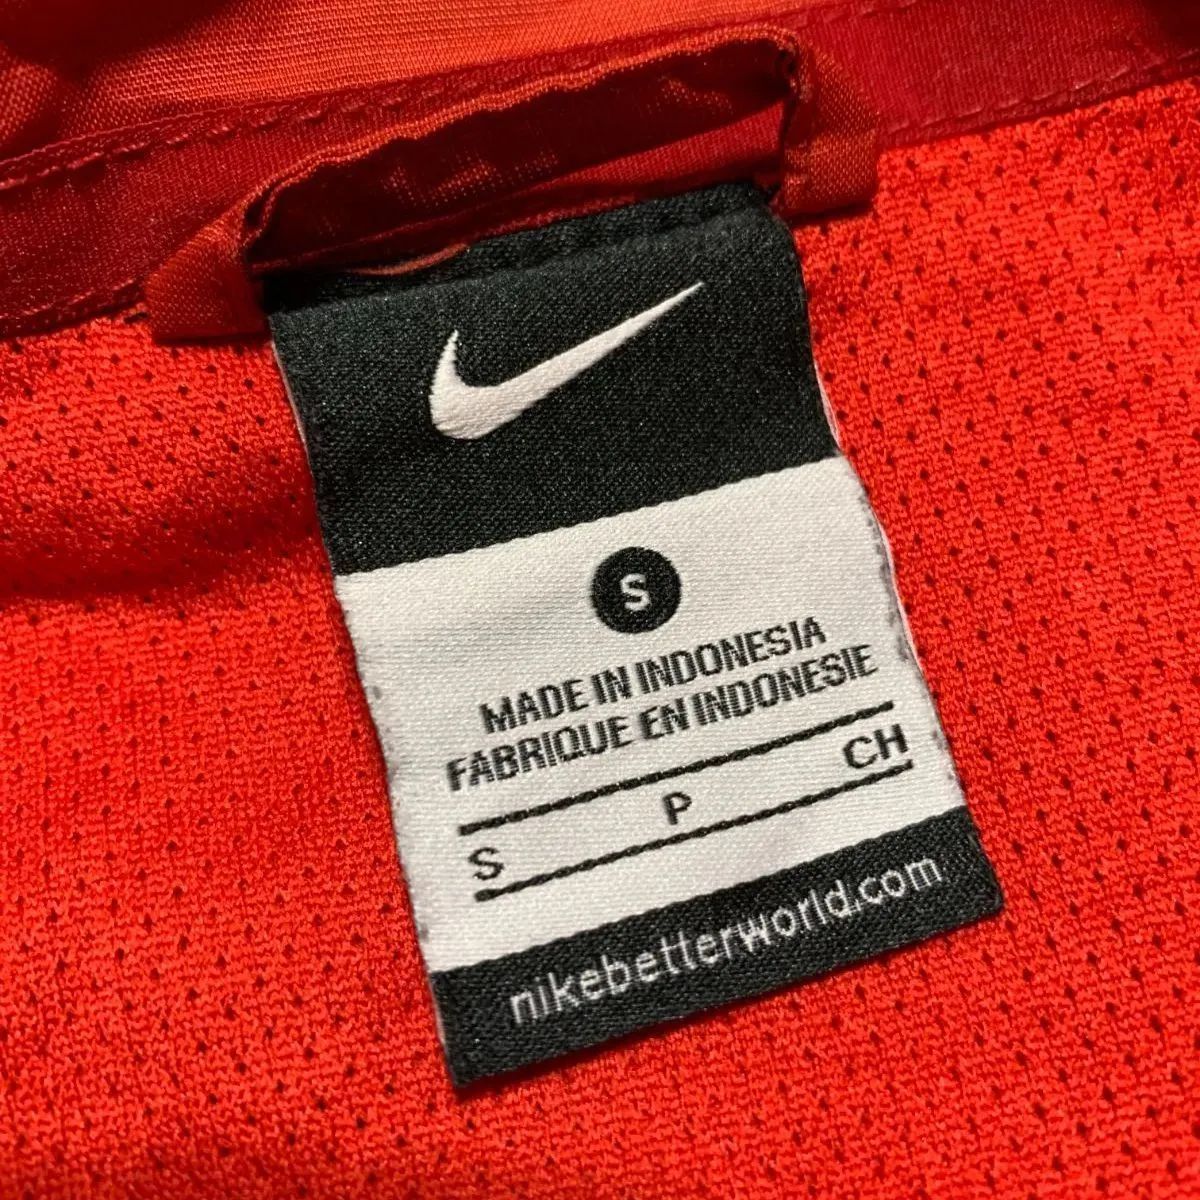 S
MADE IN INDONESIA
FABRIQUE EN INDONESIE
S P CH
nikebetterworld.com